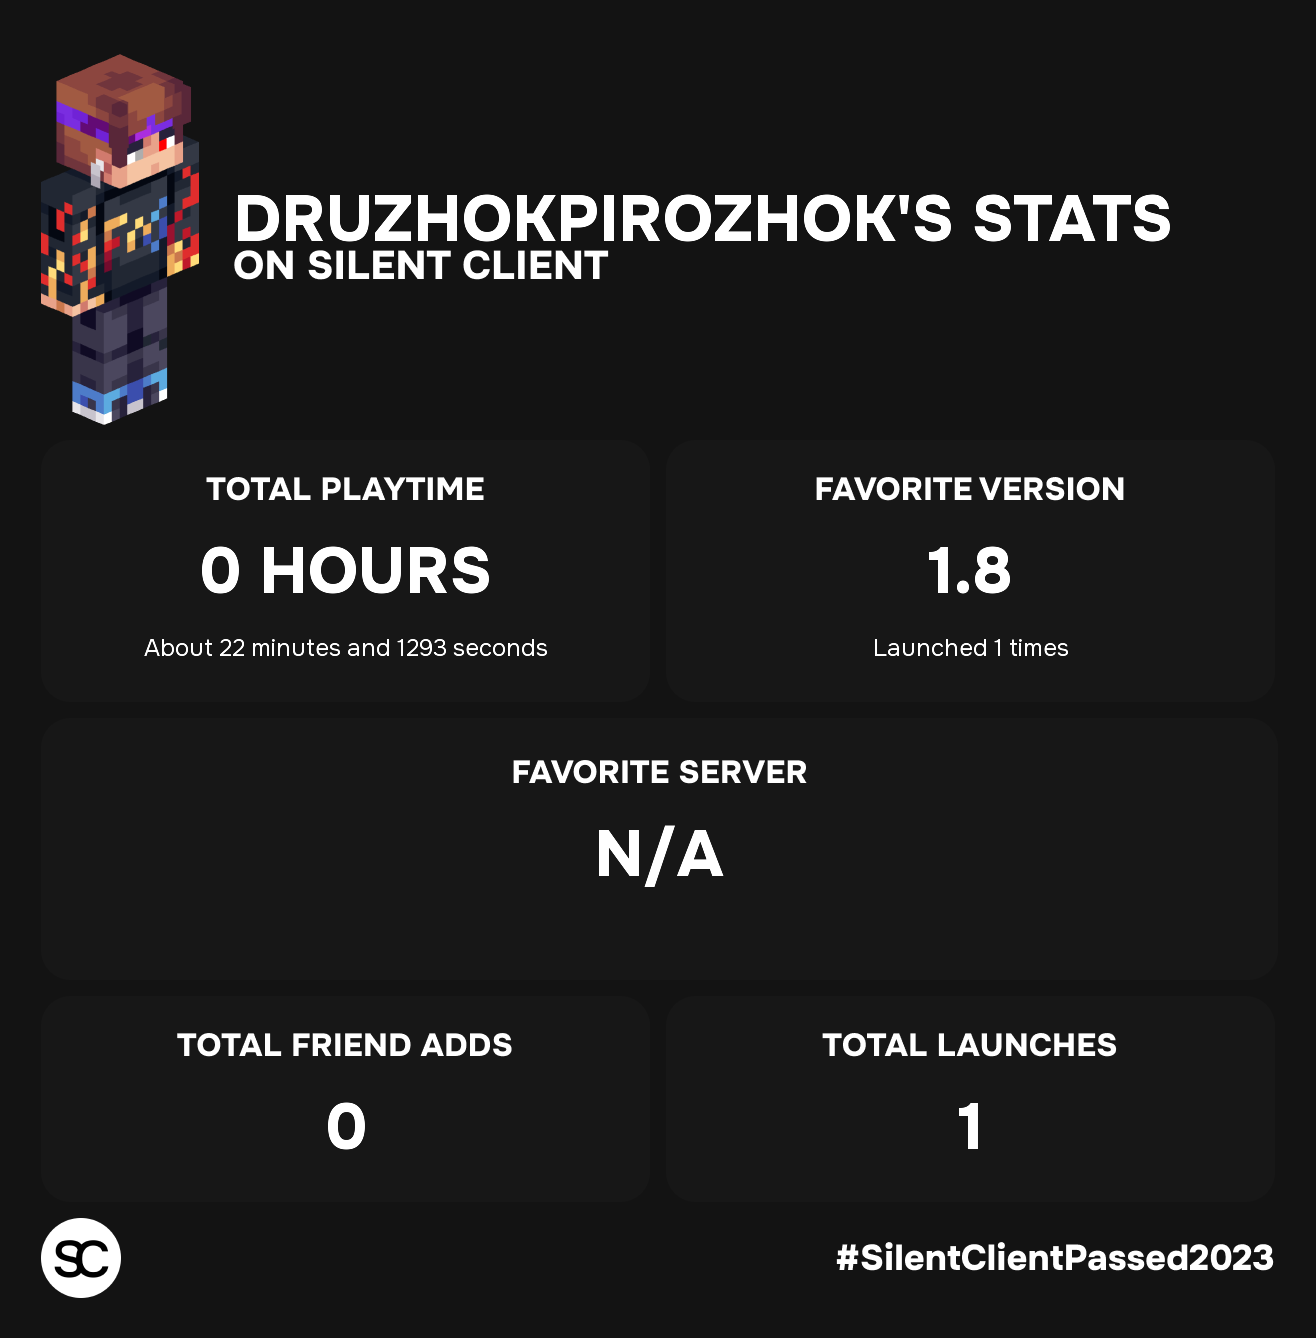 DRUZHOKPIROZHOK'S STATS
ON SILENT CLIENT
TOTAL PLAYTIME
0 HOURS
About 22 minutes and 1293 seconds
FAVORITE VERSION
1.8
Launched 1 times
FAVORITE SERVER
N/A
TOTAL FRIEND ADDS
0
TOTAL LAUNCHES
1
SC
#SilentClientPassed2023